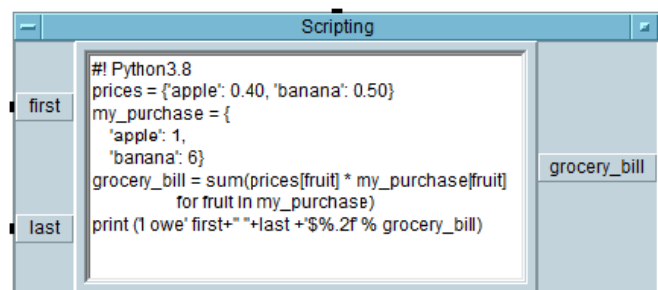 Scripting
first
last
#! Python3.8
prices = {'apple': 0.40, 'banana': 0.50}
my_purchase = {
'apple': 1,
'banana': 6}
grocery_bill = sum(prices[fruit] * my_purchase[fruit]
for fruit in my_purchase)
print ('I owe' first+" "+last +'$%.2f' % grocery_bill)
grocery_bill